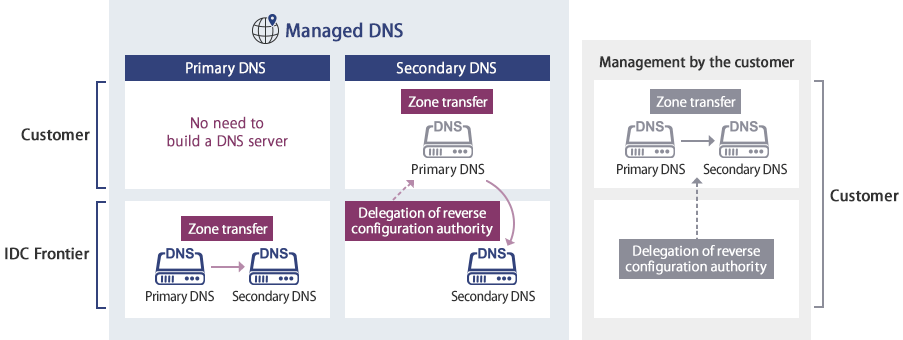 Managed DNS
Primary DNS
Secondary DNS
Management by the customer
Customer
No need to
build a DNS server
Zone transfer
DNS
Primary DNS
Zone transfer
DNS
DNS
Primary DNS
Secondary DNS
Customer
IDC Frontier
Zone transfer
DNS
DNS
Primary DNS
Secondary DNS
Delegation of reverse
configuration authority
DNS
Secondary DNS
Delegation of reverse
configuration authority